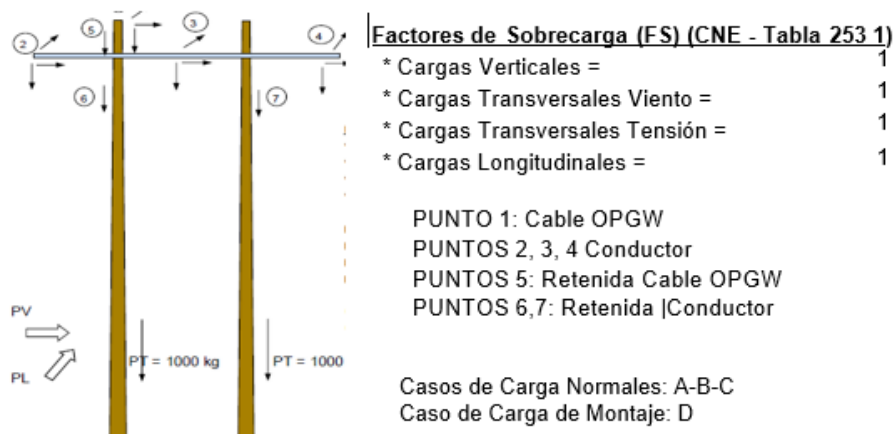 2
5
3
4
6
7
PV
PL
PT = 1000 kg
PT = 1000
Factores de Sobrecarga (FS) (CNE - Tabla 253 1)
* Cargas Verticales = 1
* Cargas Transversales Viento = 1
* Cargas Transversales Tensión = 1
* Cargas Longitudinales = 1
PUNTO 1: Cable OPGW
PUNTOS 2, 3, 4 Conductor
PUNTOS 5: Retenida Cable OPGW
PUNTOS 6,7: Retenida |Conductor
Casos de Carga Normales: A-B-C
Caso de Carga de Montaje: D